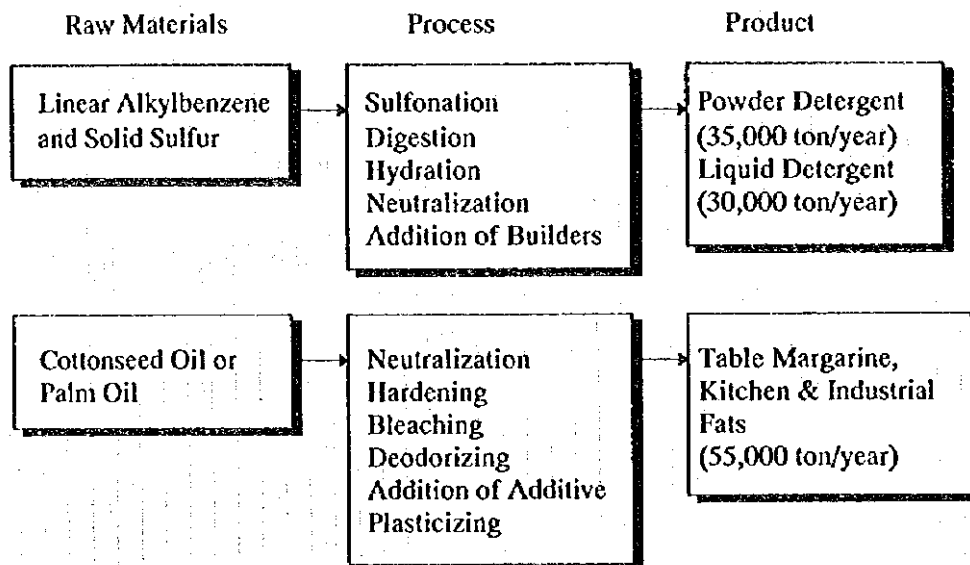 Raw Materials
Process
Product
Linear Alkylbenzene
and Solid Sulfur
Sulfonation
Digestion
Hydration
Neutralization
Addition of Builders
Powder Detergent
(35,000 ton/year)
Liquid Detergent
(30,000 ton/year)
Cottonseed Oil or
Palm Oil
Neutralization
Hardening
Bleaching
Deodorizing
Addition of Additive
Plasticizing
Table Margarine,
Kitchen & Industrial
Fats
(55,000 ton/year)